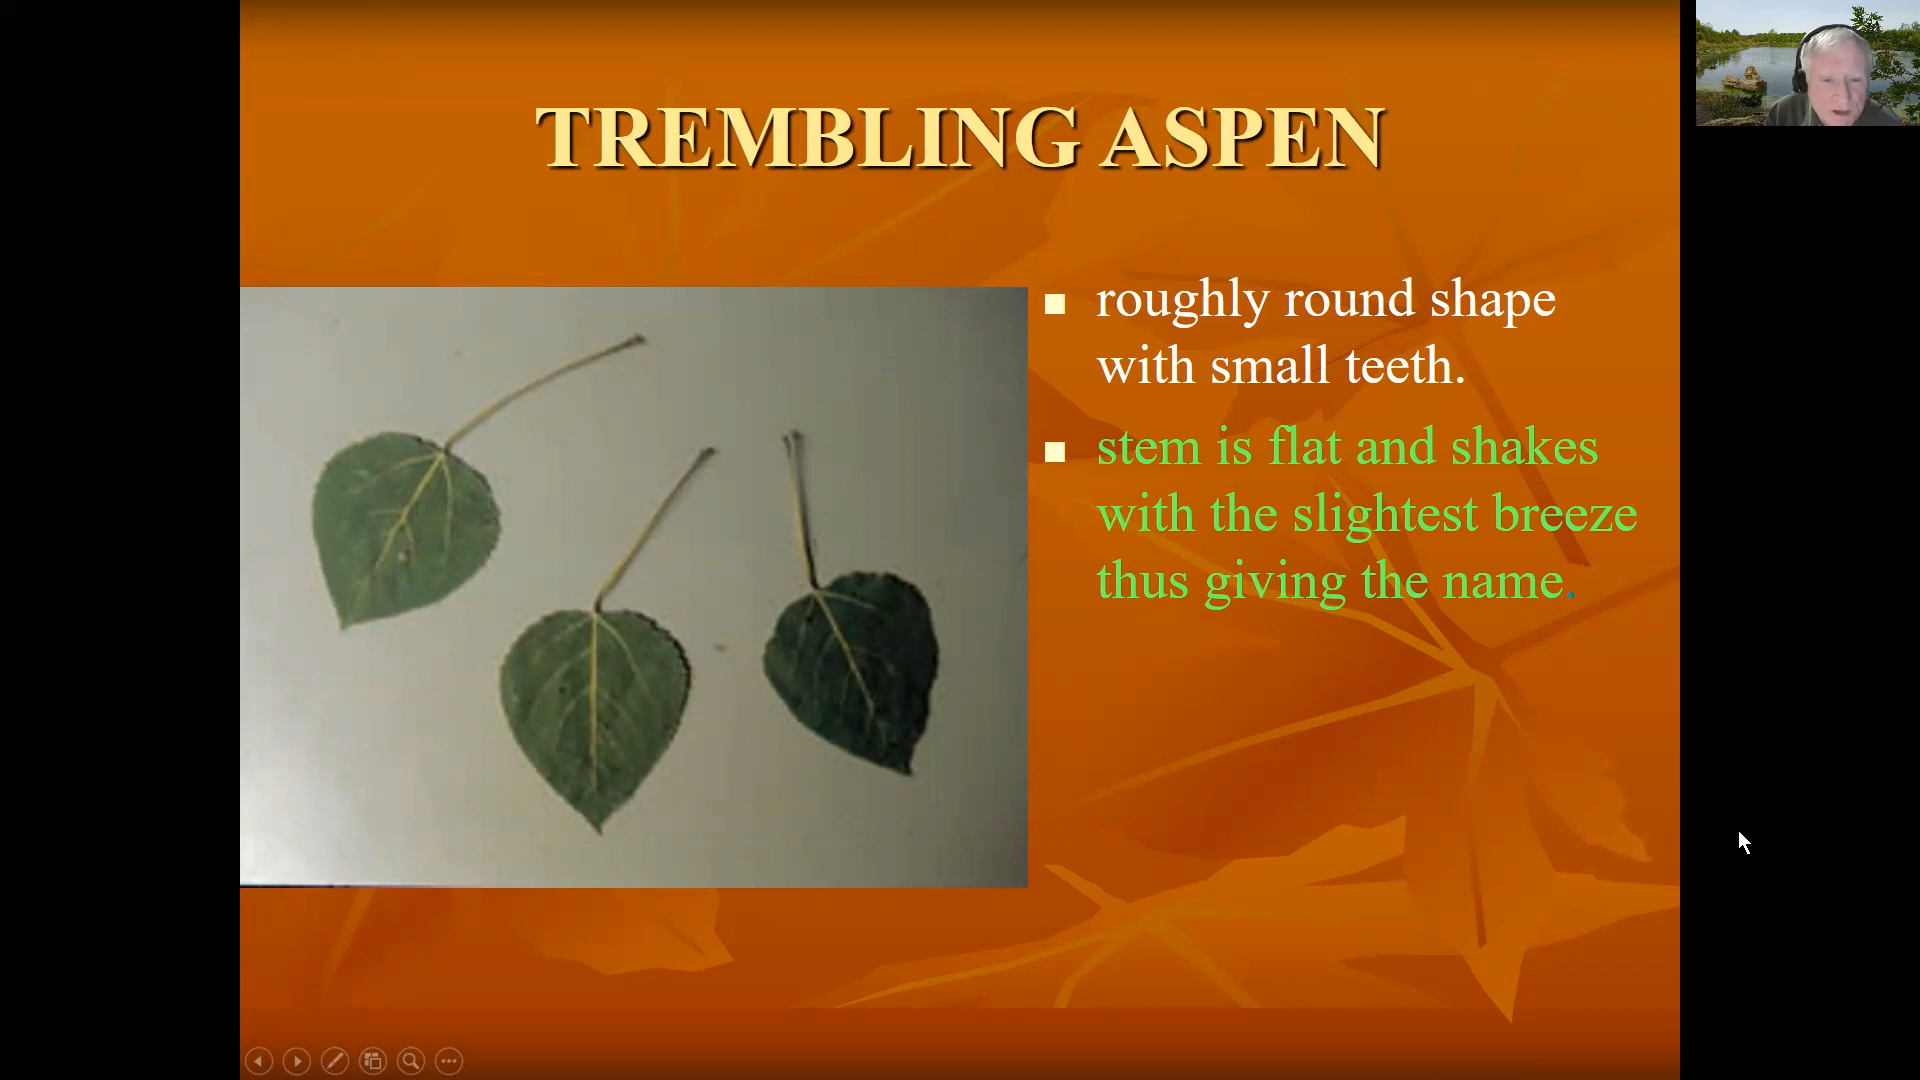 TREMBLING ASPEN
roughly round shape
with small teeth.
stem is flat and shakes
with the slightest breeze
thus giving the name.